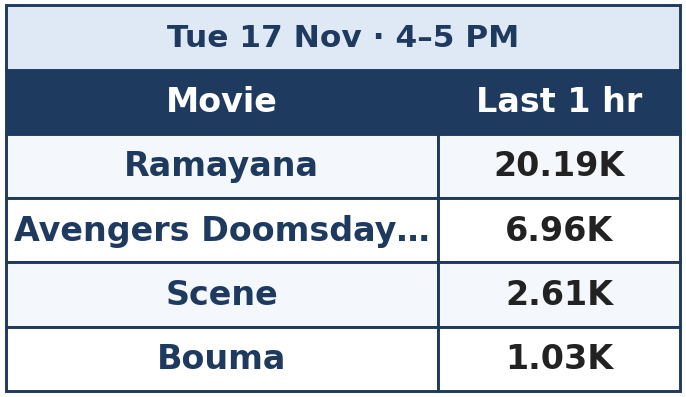 Tue 17 Nov · 4–5 PM
Movie Last 1 hr
Ramayana 20.19K
Avengers Doomsday... 6.96K
Scene 2.61K
Bouma 1.03K